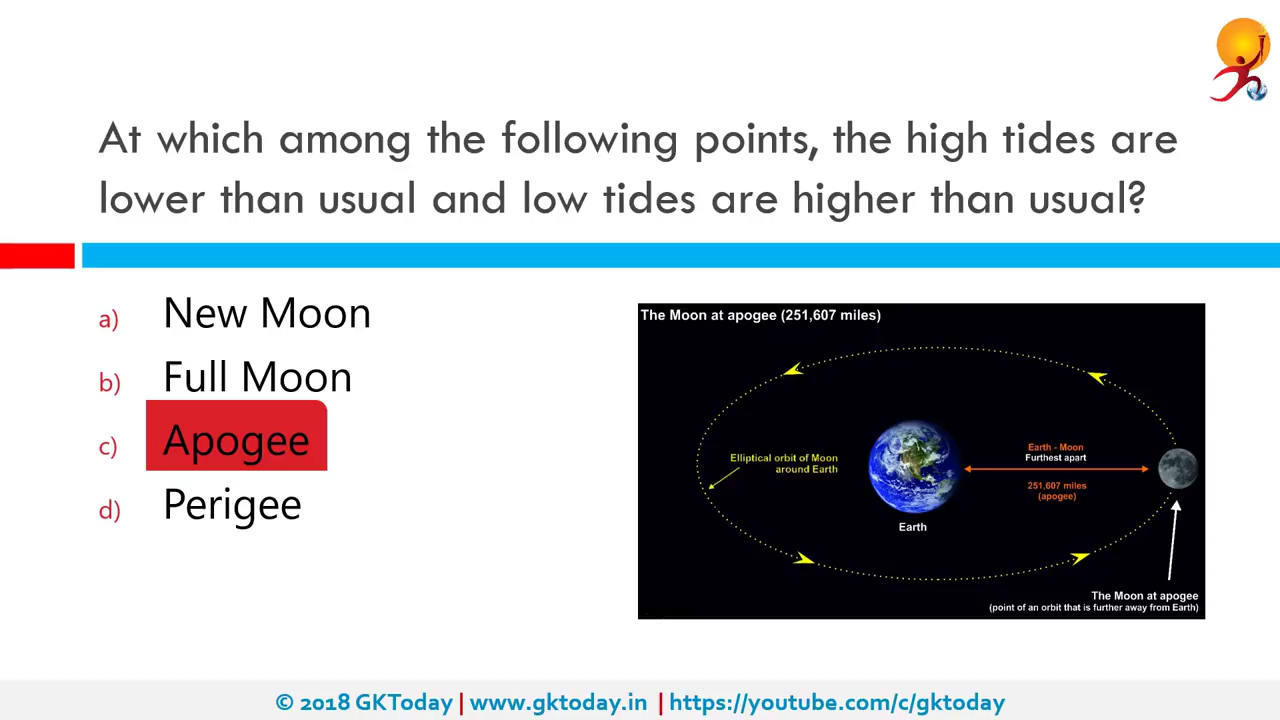 At which among the following points, the high tides are
lower than usual and low tides are higher than usual?
a) New Moon
b) Full Moon
c) Apogee
d) Perigee
The Moon at apogee (251,607 miles)
Elliptical orbit of Moon
around Earth
Earth - Moon
Furthest apart
251,607 miles
(apogee)
Earth
The Moon at apogee
(point of an orbit that is further away from Earth)
© 2018 GKToday | www.gktoday.in | https://youtube.com/c/gktoday